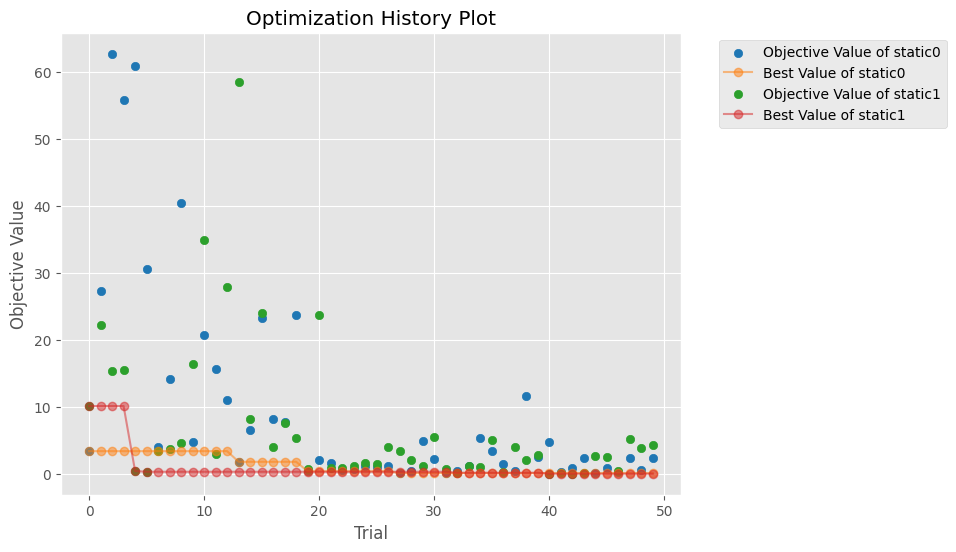 Optimization History Plot
Objective Value of static0
Best Value of static0
Objective Value of static1
Best Value of static1
Objective Value
60
50
40
30
20
10
0
0
10
20
30
40
50
Trial